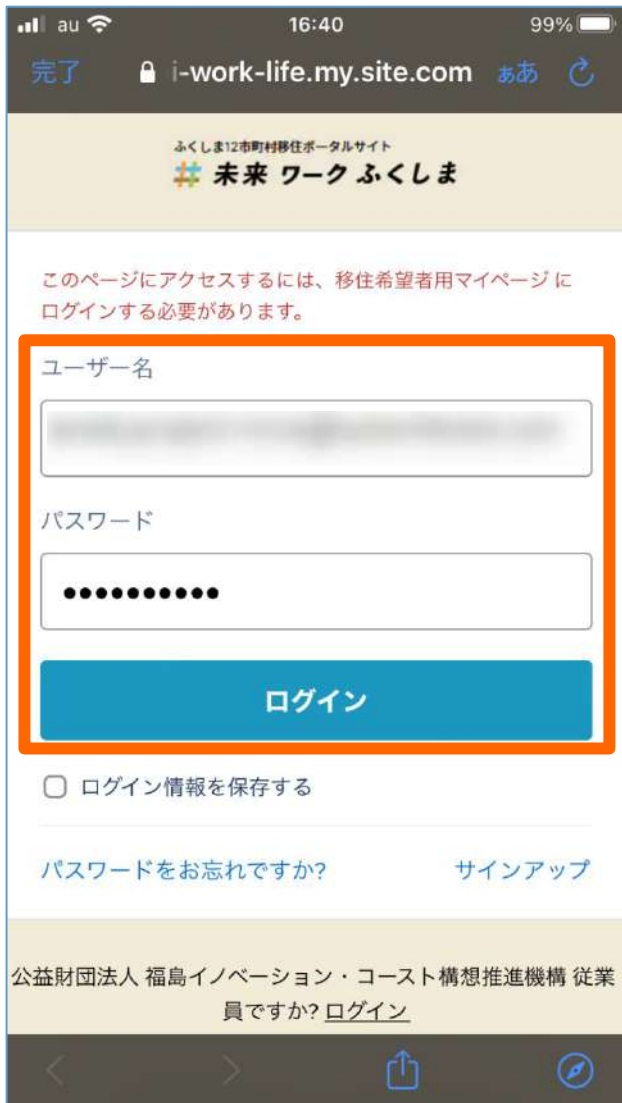 au 16:40 99%
完了 i-work-life.my.site.com ぁあ
ふくしま12市町村移住ポータルサイト
未来 ワーク ふくしま
このページにアクセスするには、移住希望者用マイページ に
ログインする必要があります。
ユーザー名
パスワード
••••••••••
ログイン
ログイン情報を保存する
パスワードをお忘れですか? サインアップ
公益財団法人 福島イノベーション・コースト構想推進機構 従業
員ですか? ログイン